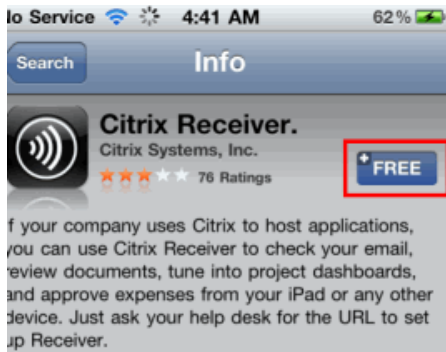 No Service 4:41 AM 62%
Search Info
Citrix Receiver.
Citrix Systems, Inc.
76 Ratings
FREE
If your company uses Citrix to host applications,
you can use Citrix Receiver to check your email,
review documents, tune into project dashboards,
and approve expenses from your iPad or any other
device. Just ask your help desk for the URL to set
up Receiver.